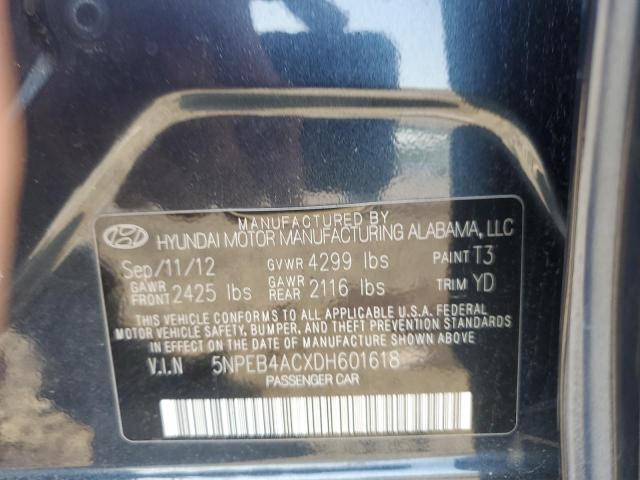 MANUFACTURED BY
HYUNDAI MOTOR MANUFACTURING ALABAMA, LLC
Sep/11/12 GVWR 4299 lbs PAINT T3
GAWR FRONT 2425 lbs GAWR REAR 2116 lbs TRIM YD
THIS VEHICLE CONFORMS TO ALL APPLICABLE U.S.A. FEDERAL
MOTOR VEHICLE SAFETY, BUMPER, AND THEFT PREVENTION
STANDARDS IN EFFECT ON THE DATE OF MANUFACTURE SHOWN ABOVE
V.I.N 5NPEB4ACXDH601618
PASSENGER CAR